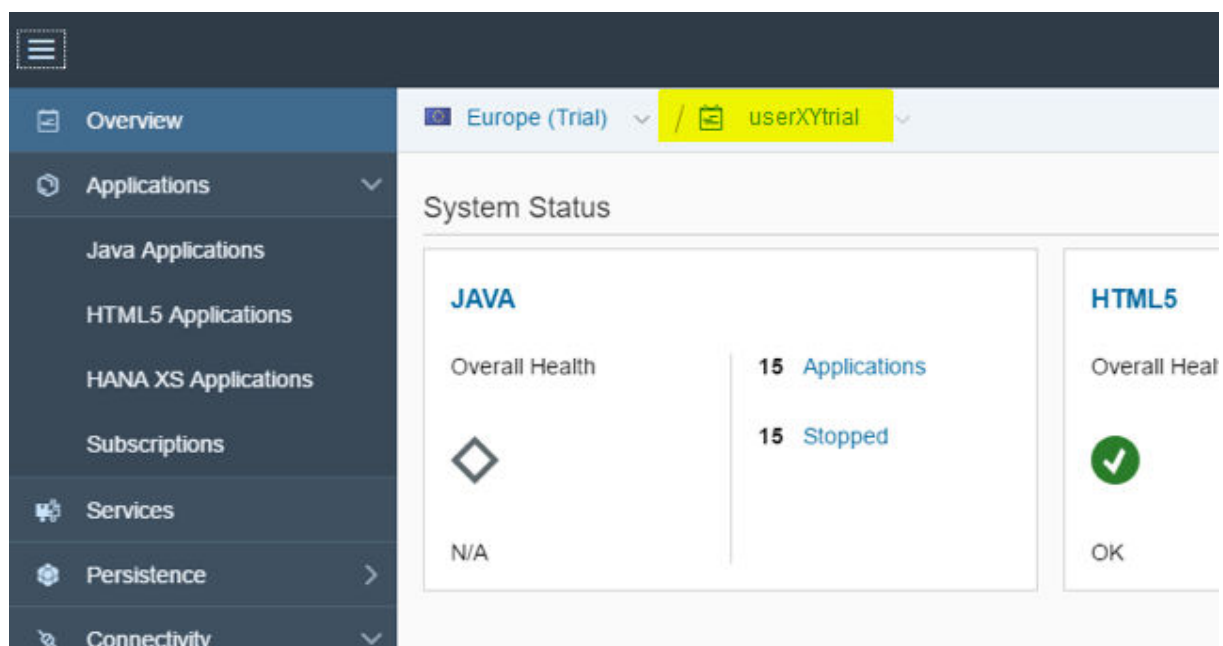 Overview
Applications
Java Applications
HTML5 Applications
HANA XS Applications
Subscriptions
Services
Persistence
Connectivity
Europe (Trial) / userXYtrial
System Status
JAVA
Overall Health
N/A
15 Applications
15 Stopped
HTML5
Overall Heal
OK